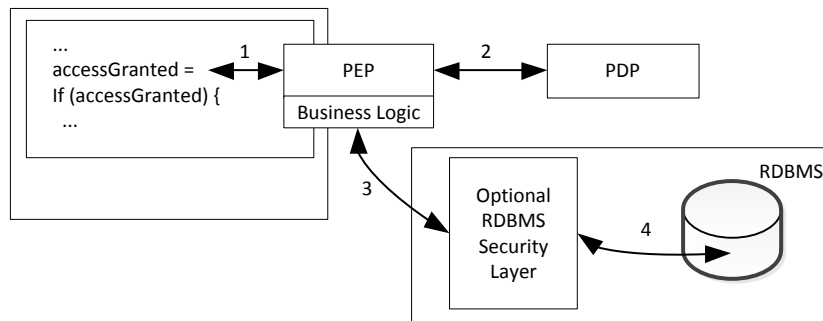 ...
accessGranted =
If (accessGranted) {
...
1
PEP
Business Logic
2
PDP
3
RDBMS
Optional
RDBMS
Security
Layer
4